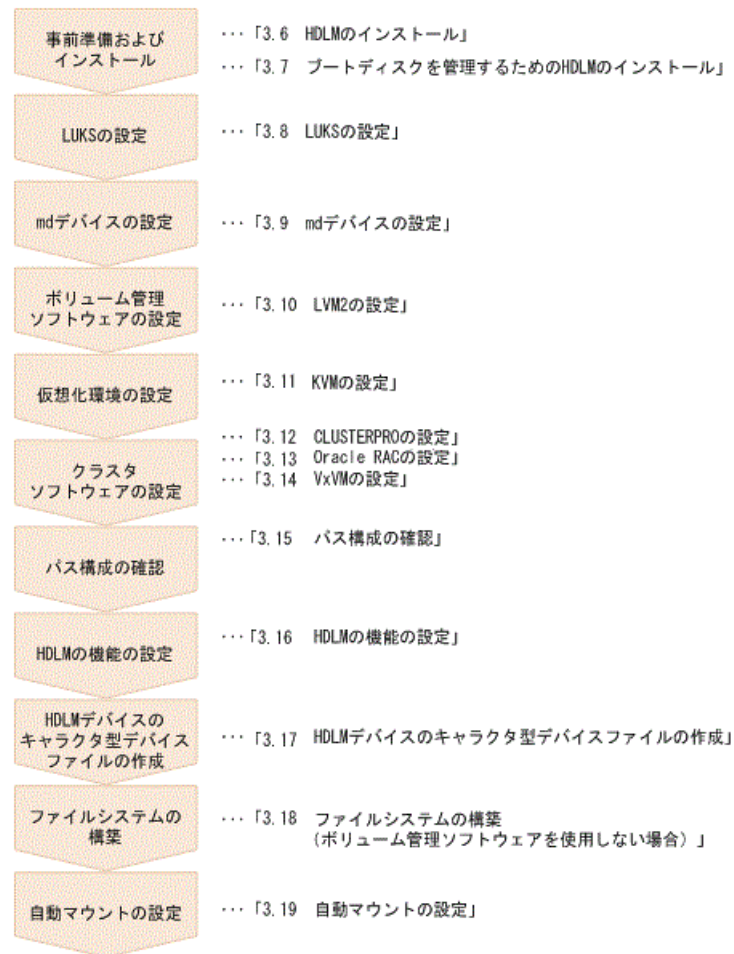 事前準備および
インストール
･･･「3.6 HDLMのインストール」
･･･「3.7 ブートディスクを管理するためのHDLMのインストール」
LUKSの設定
･･･「3.8 LUKSの設定」
mdデバイスの設定
･･･「3.9 mdデバイスの設定」
ボリューム管理
ソフトウェアの設定
･･･「3.10 LVM2の設定」
仮想化環境の設定
･･･「3.11 KVMの設定」
クラスタ
ソフトウェアの設定
･･･「3.12 CLUSTERPROの設定」
･･･「3.13 Oracle RACの設定」
･･･「3.14 VxVMの設定」
パス構成の確認
･･･「3.15 パス構成の確認」
HDLMの機能の設定
･･･「3.16 HDLMの機能の設定」
HDLMデバイスの
キャラクタ型デバイス
ファイルの作成
･･･「3.17 HDLMデバイスのキャラクタ型デバイスファイルの作成」
ファイルシステムの
構築
･･･「3.18 ファイルシステムの構築
(ボリューム管理ソフトウェアを使用しない場合）」
自動マウントの設定
･･･「3.19 自動マウントの設定」